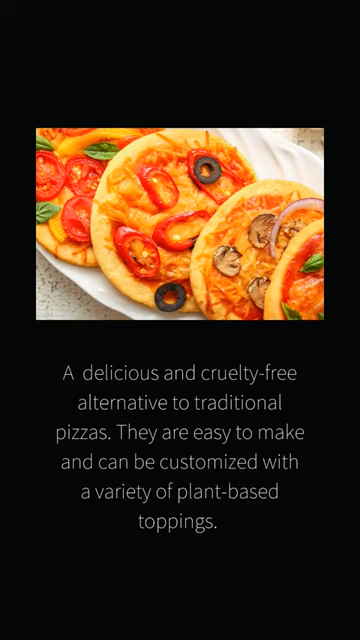 A delicious and cruelty-free
alternative to traditional
pizzas. They are easy to make
and can be customized with
a variety of plant-based
toppings.